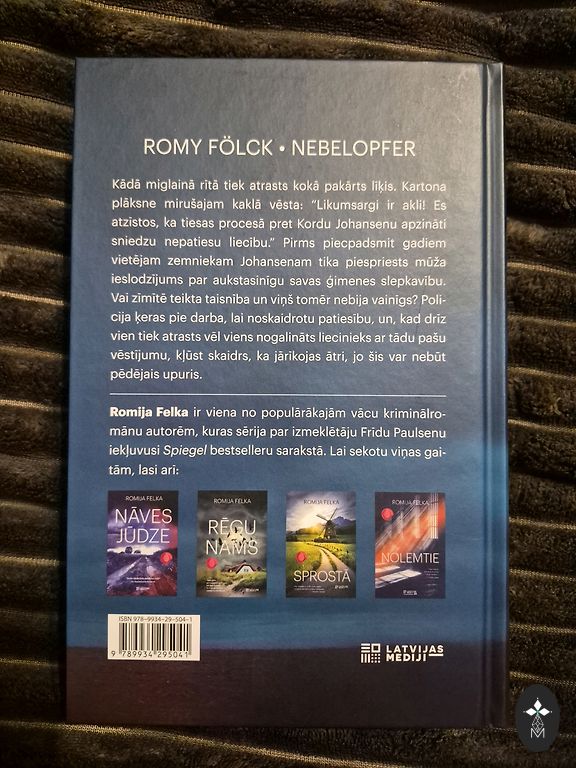 ROMY FÖLCK • NEBELOPFER
Kādā miglainā rītā tiek atrasts kokā pakārts līķis. Kartona
plāksne mirušajam kaklā vēsta: “Likumsargi ir akli! Es
atzīstos, ka tiesas procesā pret Kordu Johansenu apzināti
sniedzu nepatiesu liecību.” Pirms piecpadsmit gadiem
vietējam zemniekam Johansenam tika piespriests mūža
ieslodzījums par aukstasinīgu savas ģimenes slepkavību.
Vai zīmītē teikta taisnība un viņš tomēr nebija vainīgs? Poli-
cija ķeras pie darba, lai noskaidrotu patiesību, un, kad drīz
vien tiek atrasts vēl viens nogalināts liecinieks ar tādu pašu
vēstījumu, kļūst skaidrs, ka jārīkojas ātri, jo šis var nebūt
pēdējais upuris.
Romija Felka ir viena no populārākajām vācu kriminālro-
mānu autorēm, kuras sērija par izmeklētāju Frīdu Paulsenu
iekļuvusi Spiegel bestselleru sarakstā. Lai sekotu viņas gai-
tām, lasi arī:
ROMIJA FELKA
NĀVES
JŪDZE
ROMIJA FELKA
RĒGU
NAMS
ROMIJA FELKA
SPROSTĀ
ROMIJA FELKA
NOLEMTIE
ISBN 978-9934-29-504-1
9 789934 295041
LATVIJAS
MEDIJI